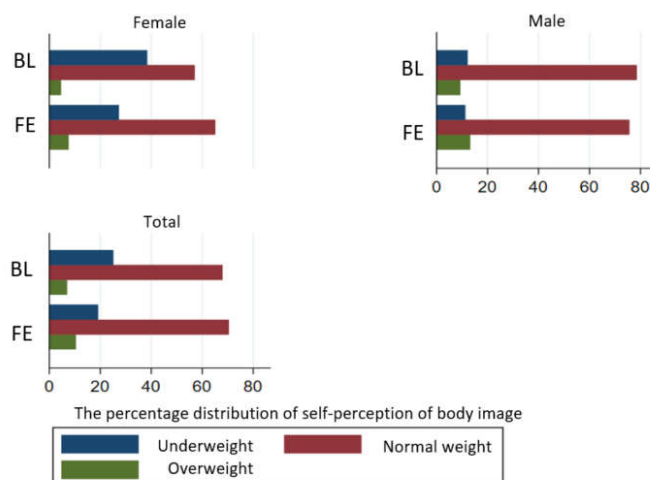 Female
BL
FE
Male
BL
FE
0 20 40 60 80
Total
BL
FE
0 20 40 60 80
The percentage distribution of self-perception of body image
Underweight Normal weight
Overweight